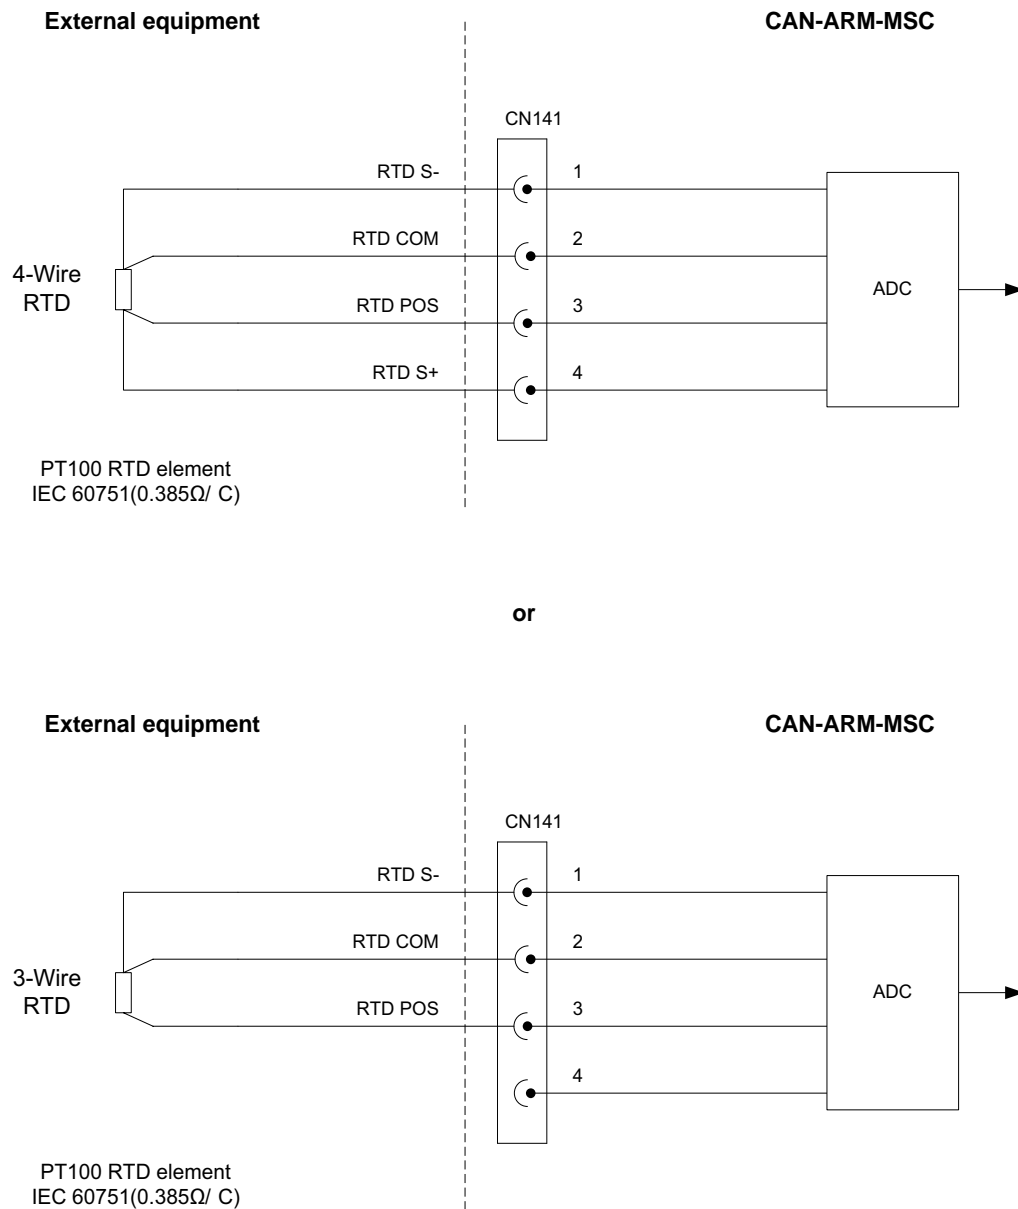 External equipment
CAN-ARM-MSC
CN141
RTD S-
1
RTD COM
2
4-Wire
RTD
ADC
RTD POS
3
RTD S+
4
PT100 RTD element
IEC 60751(0.385Ω/ C)
or
External equipment
CAN-ARM-MSC
CN141
RTD S-
1
RTD COM
2
3-Wire
RTD
ADC
RTD POS
3
4
PT100 RTD element
IEC 60751(0.385Ω/ C)